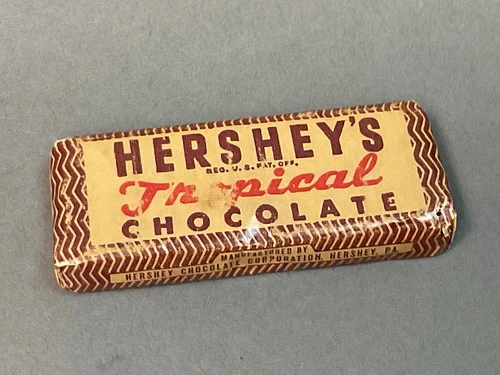 HERSHEY'S
REG. U. S. PAT. OFF.
Tropical
CHOCOLATE
MANUFACTURED BY
HERSHEY CHOCOLATE CORPORATION, HERSHEY, PA.